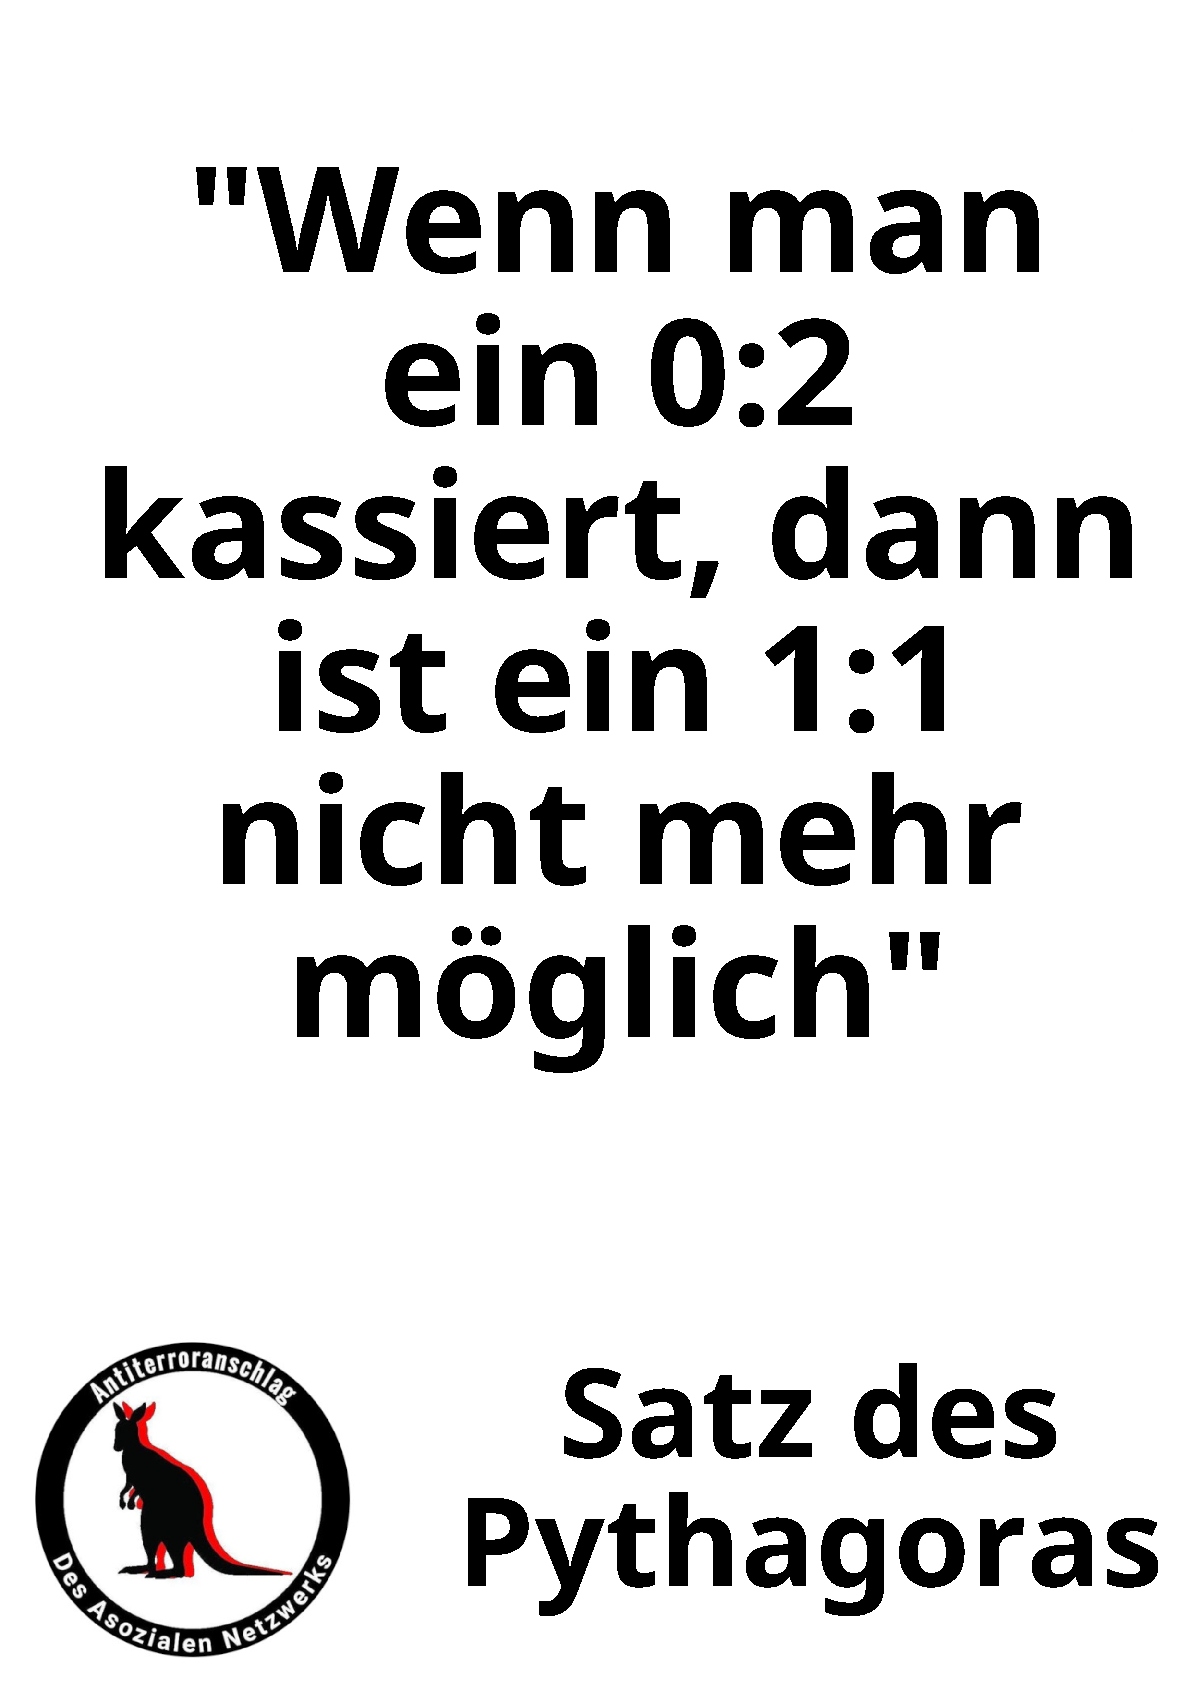 "Wenn man
ein 0:2
kassiert, dann
ist ein 1:1
nicht mehr
möglich"
Antiterroranschlag
Des Asozialen Netzwerks
Satz des
Pythagoras